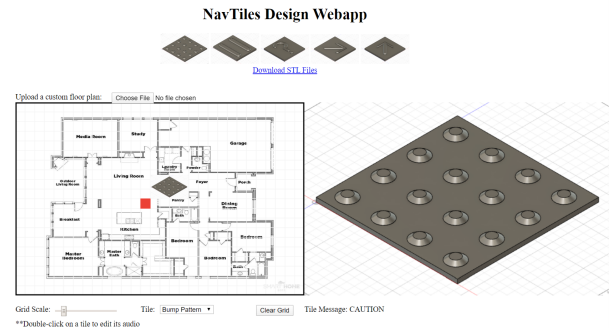 NavTiles Design Webapp
Download STL Files
Upload a custom floor plan: Choose File No file chosen
Media Room
Study
Garage
Living Room
Laundry Room
Powder
Outdoor Living Room
Foyer
Porch
Pantry
Dining Room
Breakfast
Bath
Kitchen
Master Bedroom
Master Bath
Bedroom
Bedroom
Bedroom
Bath
Grid Scale: Tile: Bump Pattern Clear Grid Tile Message: CAUTION
**Double-click on a tile to edit its audio